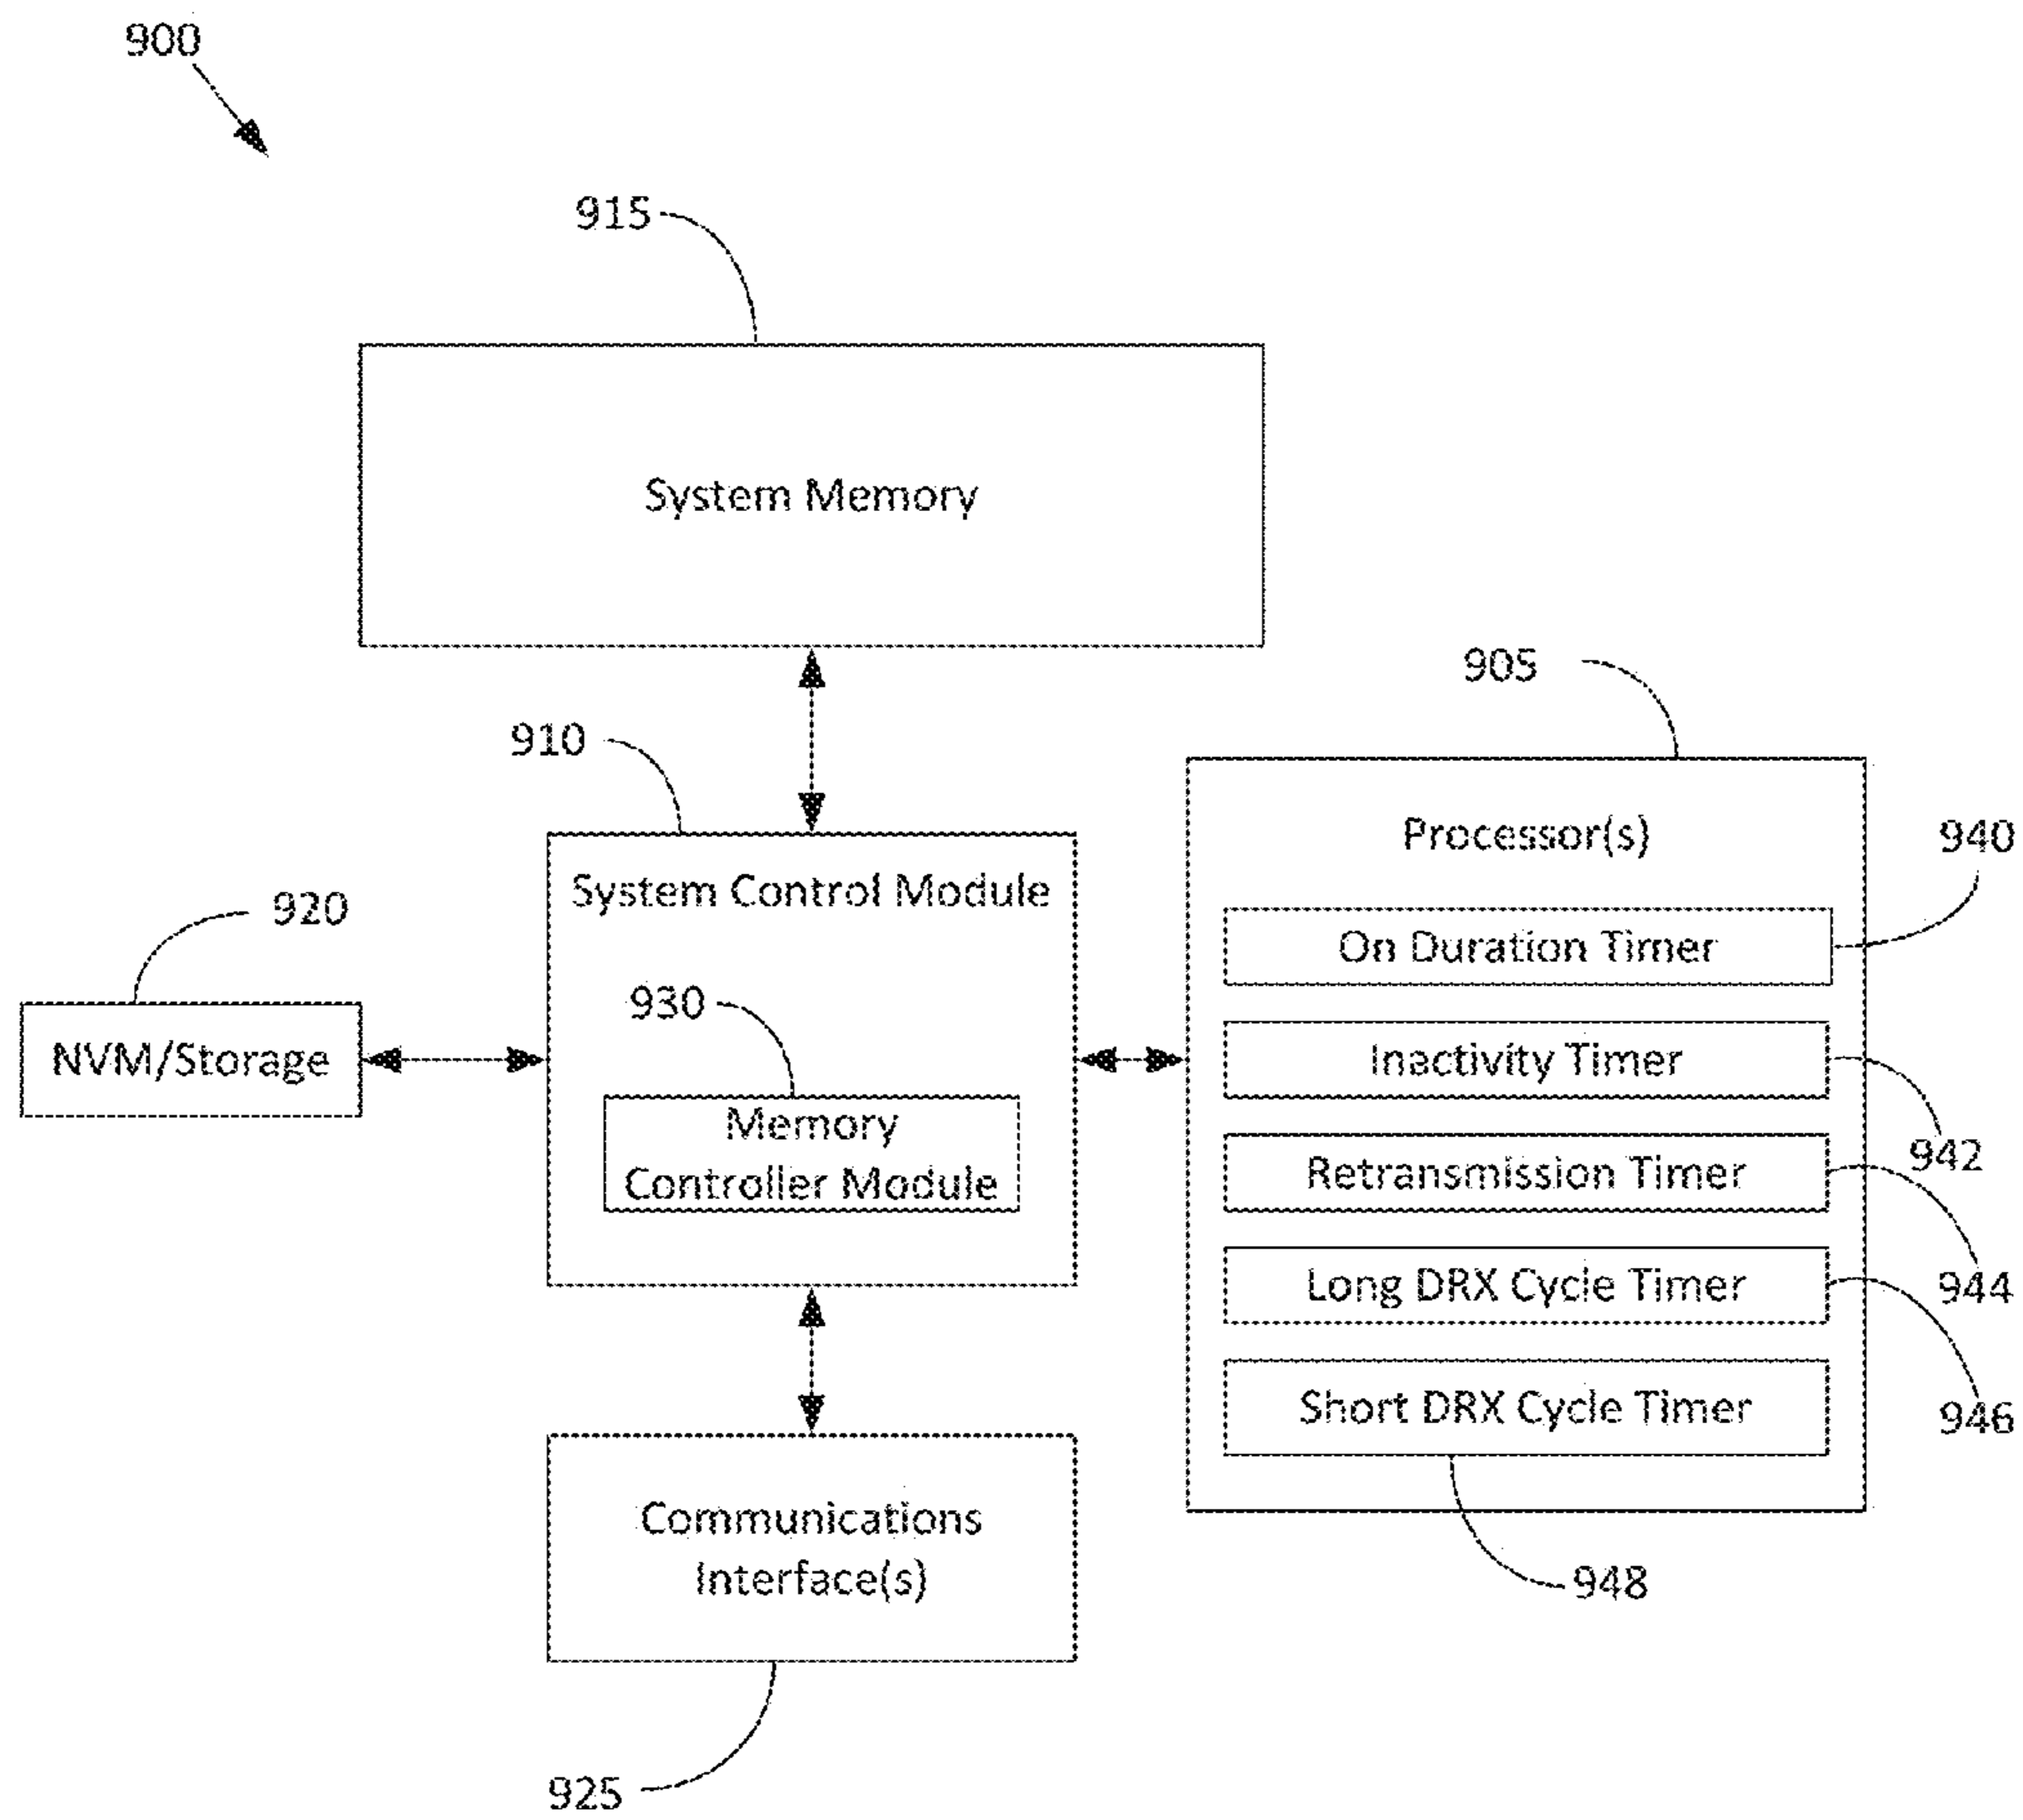 900
915
System Memory
905
910
Processor(s)
940
System Control Module
920
On Duration Timer
930
NVM/Storage
Inactivity Timer
Memory
Controller Module
942
Retransmission Timer
944
Long DRX Cycle Timer
946
Short DRX Cycle Timer
Communications
Interface(s)
948
925